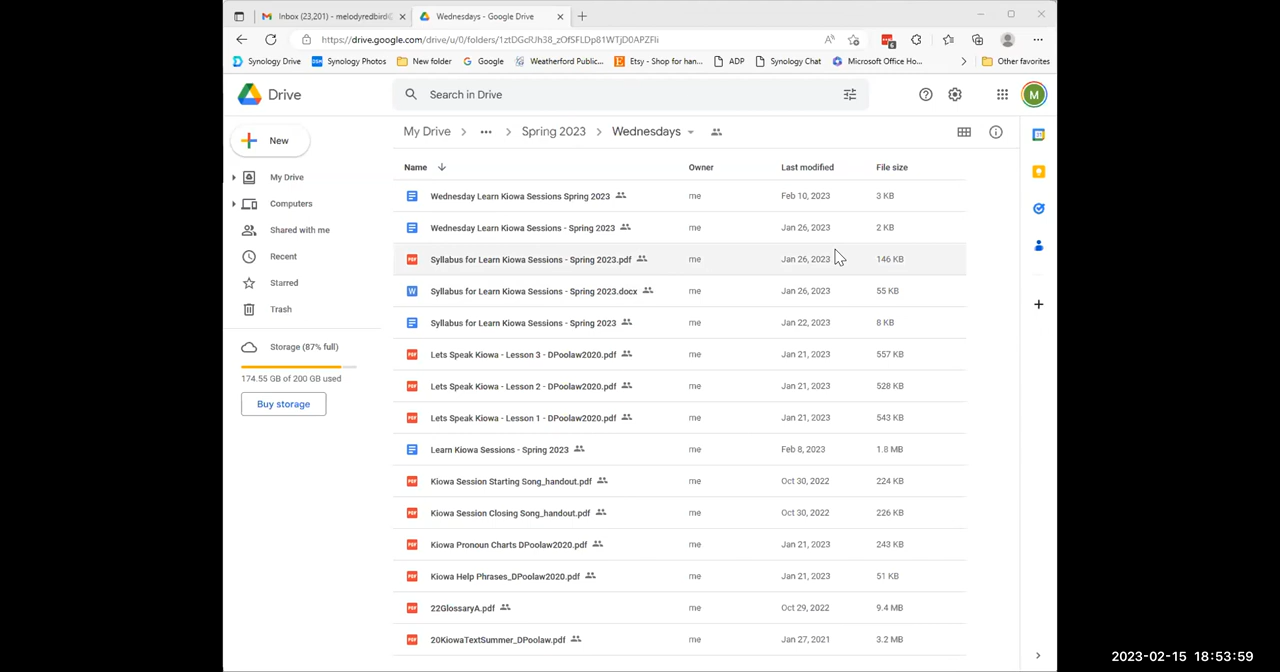 Inbox (23,201) - melodyredbird@
Wednesdays - Google Drive
https://drive.google.com/drive/u/0/folders/1ztDGcRJh38_zOfSFLDp81WTjD0APZFli
Synology Drive Synology Photos New folder Google Weatherford Public... Etsy - Shop for han... ADP Synology Chat Microsoft Office Ho... Other favorites
Drive
Search in Drive
M
New
My Drive
Computers
Shared with me
Recent
Starred
Trash
Storage (87% full)
174.55 GB of 200 GB used
Buy storage
My Drive > ... > Spring 2023 > Wednesdays
Name Owner Last modified File size
Wednesday Learn Kiowa Sessions Spring 2023 me Feb 10, 2023 3 KB
Wednesday Learn Kiowa Sessions - Spring 2023 me Jan 26, 2023 2 KB
Syllabus for Learn Kiowa Sessions - Spring 2023.pdf me Jan 26, 2023 146 KB
Syllabus for Learn Kiowa Sessions - Spring 2023.docx me Jan 26, 2023 55 KB
Syllabus for Learn Kiowa Sessions - Spring 2023 me Jan 22, 2023 8 KB
Lets Speak Kiowa - Lesson 3 - DPoolaw2020.pdf me Jan 21, 2023 557 KB
Lets Speak Kiowa - Lesson 2 - DPoolaw2020.pdf me Jan 21, 2023 528 KB
Lets Speak Kiowa - Lesson 1 - DPoolaw2020.pdf me Jan 21, 2023 543 KB
Learn Kiowa Sessions - Spring 2023 me Feb 8, 2023 1.8 MB
Kiowa Session Starting Song_handout.pdf me Oct 30, 2022 224 KB
Kiowa Session Closing Song_handout.pdf me Oct 30, 2022 226 KB
Kiowa Pronoun Charts DPoolaw2020.pdf me Jan 21, 2023 243 KB
Kiowa Help Phrases_DPoolaw2020.pdf me Jan 21, 2023 51 KB
22GlossaryA.pdf me Oct 29, 2022 9.4 MB
20KiowaTextSummer_DPoolaw.pdf me Jan 27, 2021 3.2 MB
2023-02-15 18:53:59